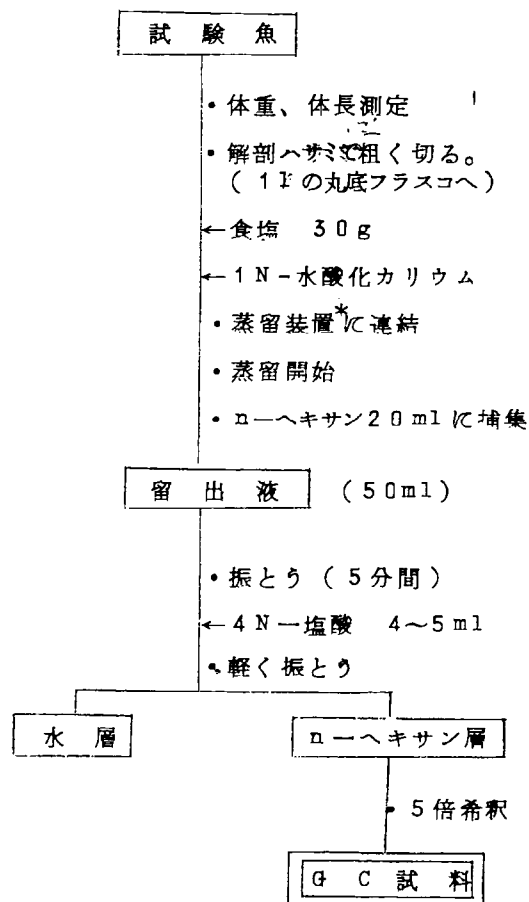 試験魚
・体重、体長測定
・解剖ハサミで粗く切る。
(1lの丸底フラスコへ)
←食塩 30g
←1N-水酸化カリウム
・蒸留装置*に連結
・蒸留開始
・n-ヘキサン20mlに捕集
留出液 (50ml)
・振とう(5分間)
←4N-塩酸 4~5ml
・軽く振とう
水層 n-ヘキサン層
・5倍希釈
GC試料